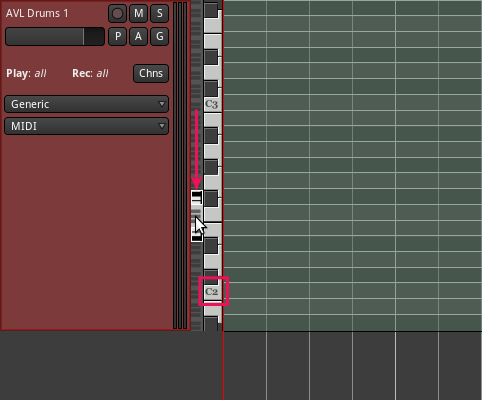 AVL Drums 1 M S
P A G
Play: all Rec: all Chns
Generic
MIDI
C3
C2